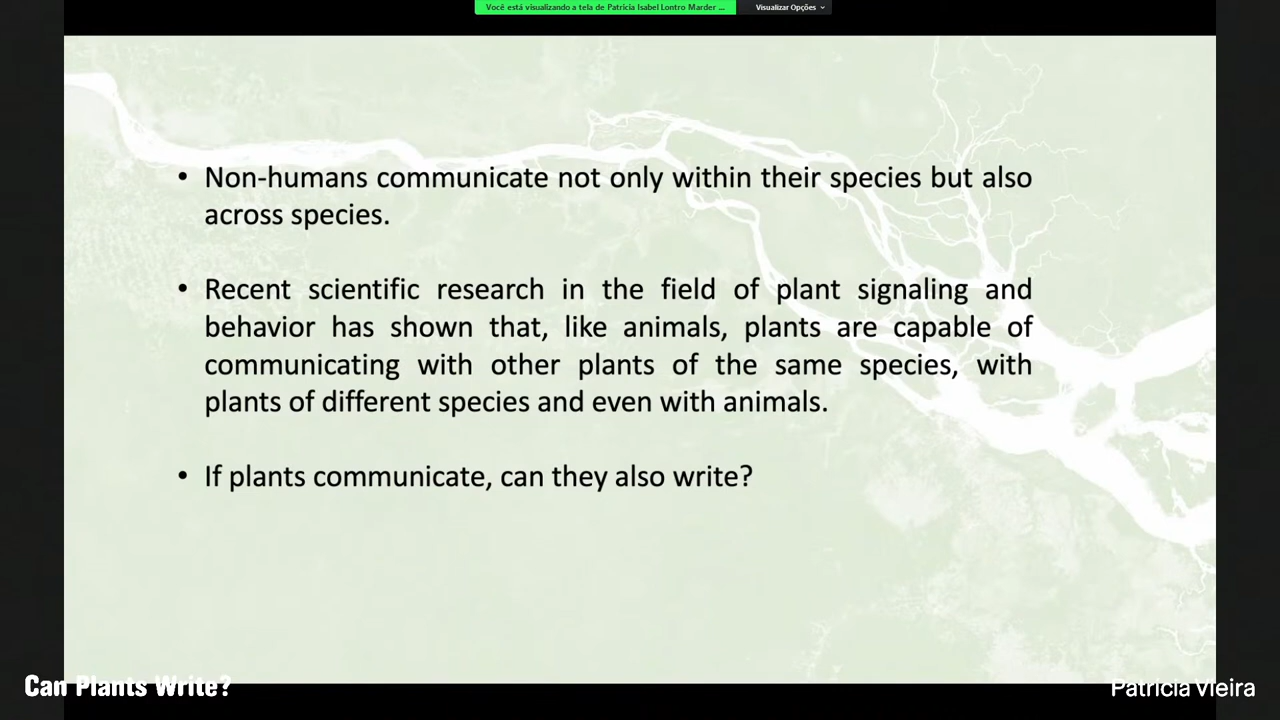 Você está visualizando a tela de Patricia Isabel Lontro Marder ...
Visualizar Opções
• Non-humans communicate not only within their species but also
across species.
• Recent scientific research in the field of plant signaling and
behavior has shown that, like animals, plants are capable of
communicating with other plants of the same species, with
plants of different species and even with animals.
• If plants communicate, can they also write?
Can Plants Write?
Patrícia Vieira